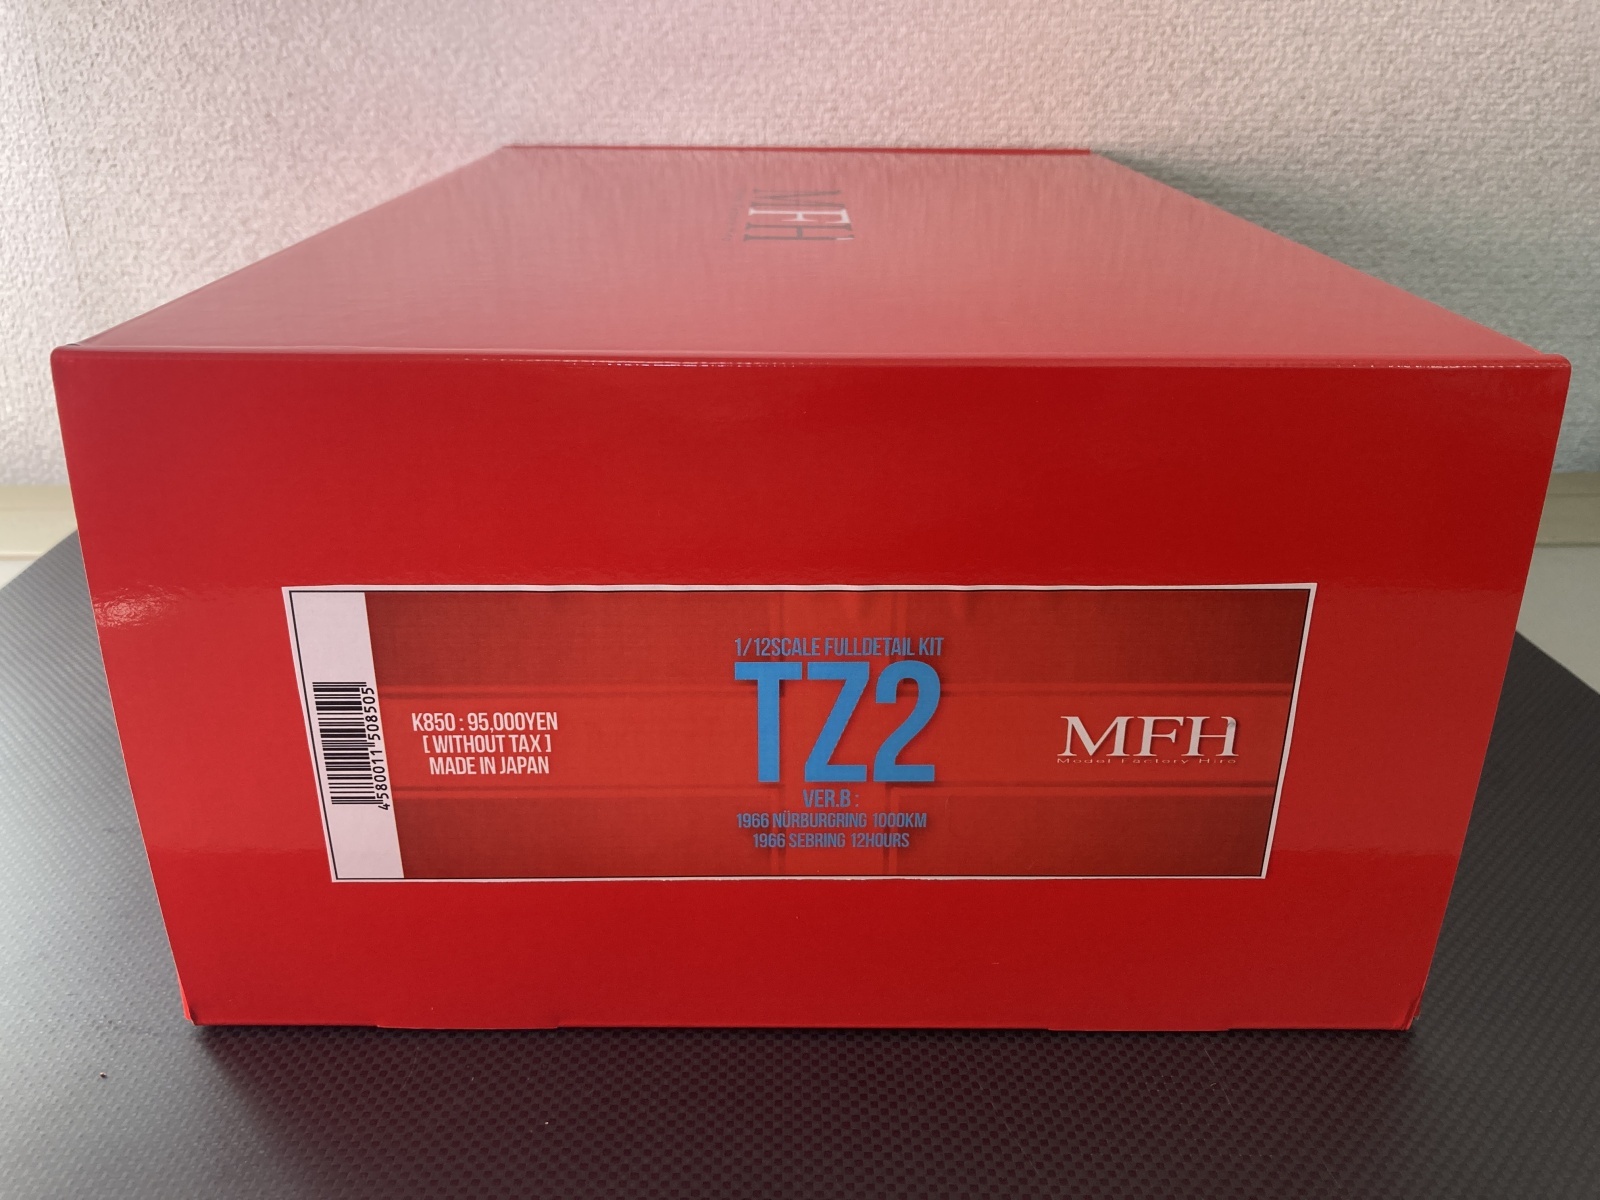 MFH
4580011508505
K850 : 95,000YEN
[ WITHOUT TAX ]
MADE IN JAPAN
1/12SCALE FULLDETAIL KIT
TZ2
VER.B :
1966 NÜRBURGRING 1000KM
1966 SEBRING 12HOURS
MFH
Model Factory Hiro